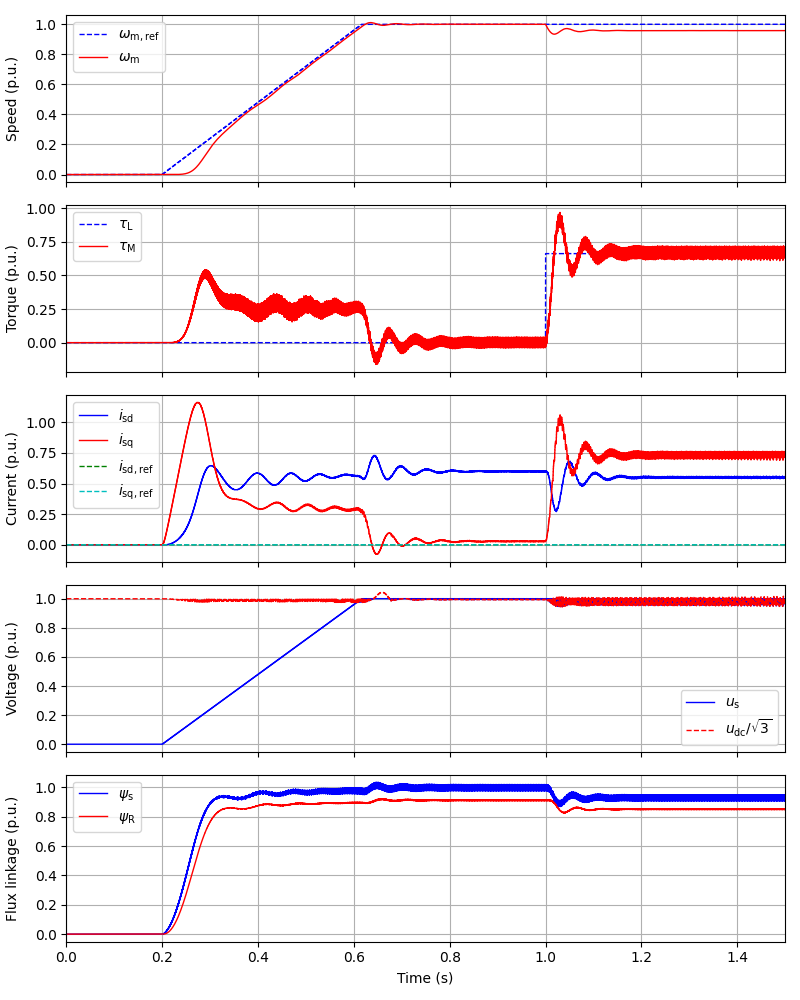 1.0
0.8
0.6
0.4
0.2
0.0
Speed (p.u.)
ω_m,ref
ω_m
1.00
0.75
0.50
0.25
0.00
Torque (p.u.)
τ_L
τ_M
1.00
0.75
0.50
0.25
0.00
Current (p.u.)
i_sd
i_sq
i_sd,ref
i_sq,ref
1.0
0.8
0.6
0.4
0.2
0.0
Voltage (p.u.)
u_s
u_dc/√3
1.0
0.8
0.6
0.4
0.2
0.0
Flux linkage (p.u.)
ψ_s
ψ_R
0.0 0.2 0.4 0.6 0.8 1.0 1.2 1.4
Time (s)